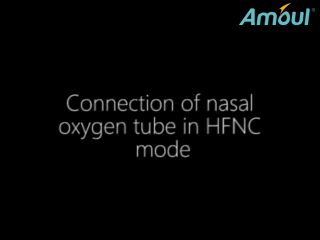 Amoul
Connection of nasal
oxygen tube in HFNC
mode